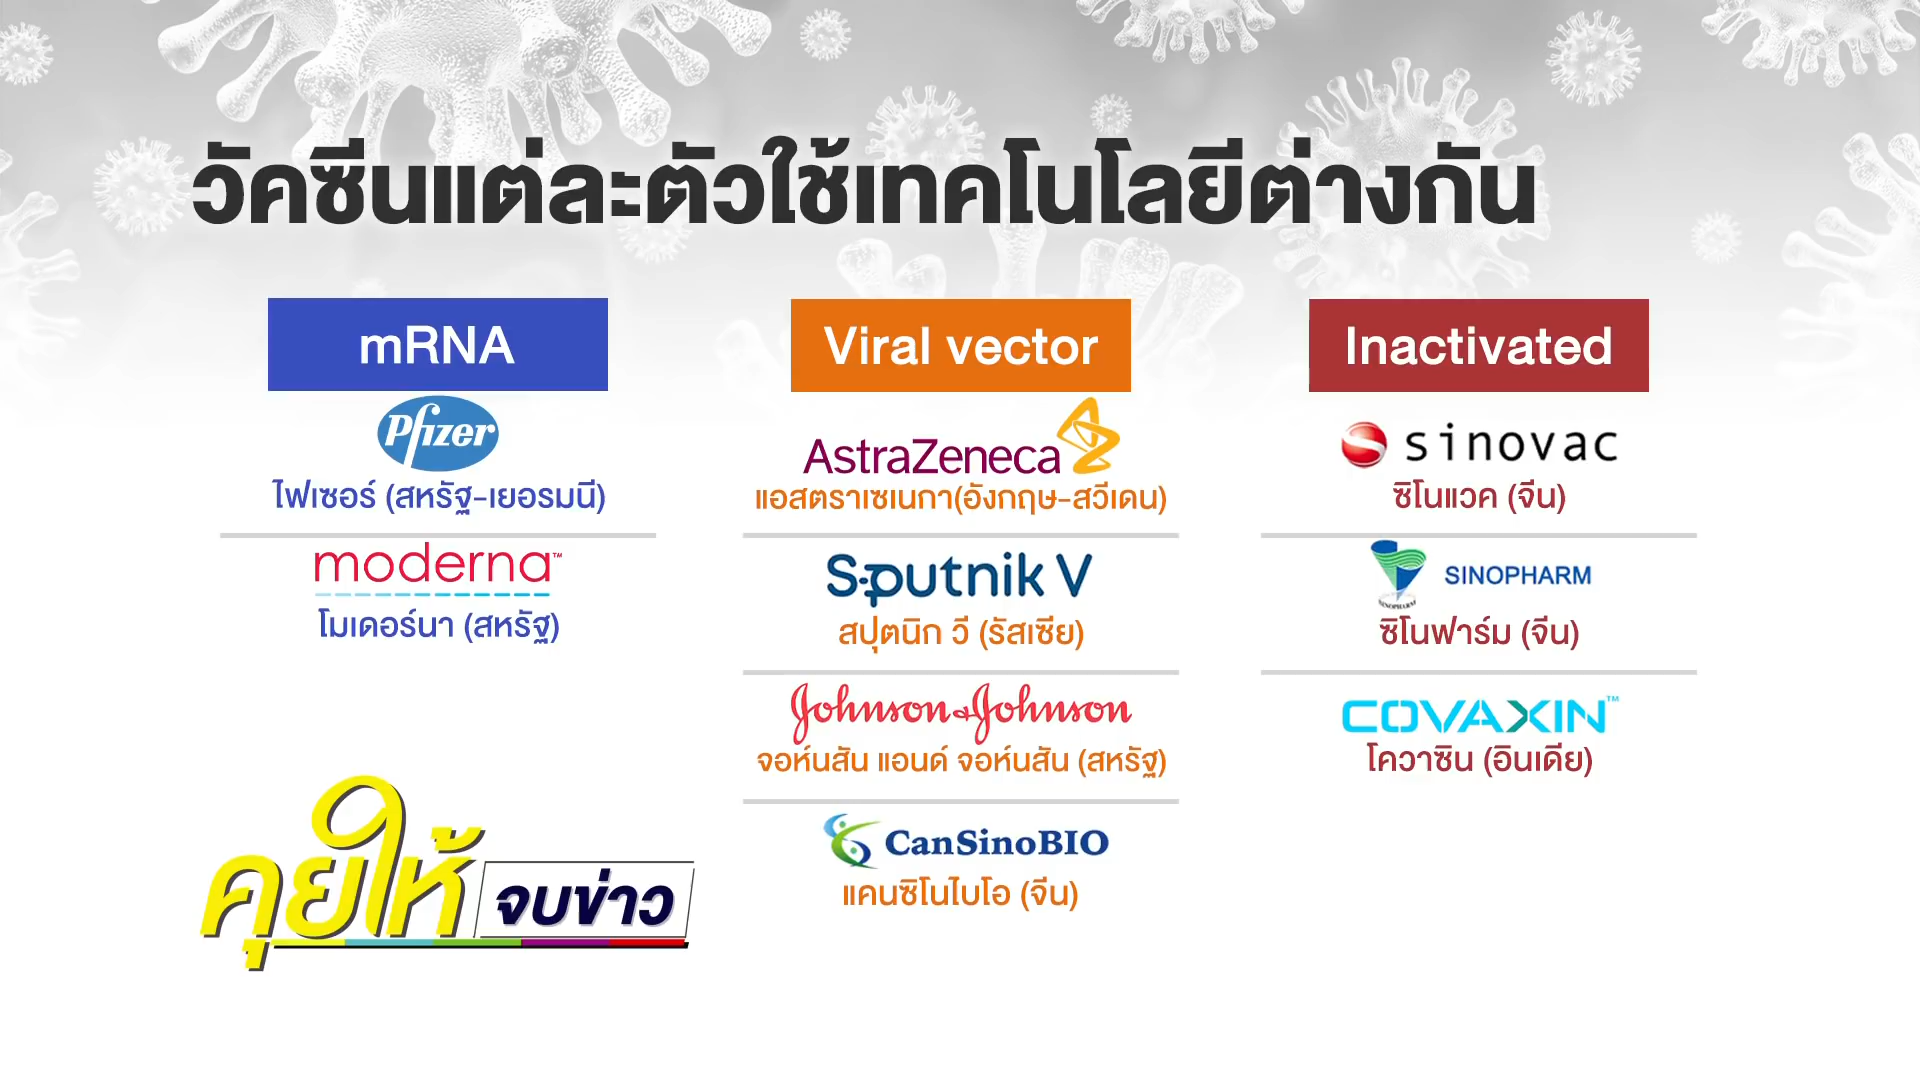 วัคซีนแต่ละตัวใช้เทคโนโลยีต่างกัน
mRNA
Pfizer
ไฟเซอร์ (สหรัฐ-เยอรมนี)
moderna™
โมเดอร์นา (สหรัฐ)
Viral vector
AstraZeneca
แอสตราเซเนกา(อังกฤษ-สวีเดน)
Sputnik V
สปุตนิก วี (รัสเซีย)
Johnson & Johnson
จอห์นสัน แอนด์ จอห์นสัน (สหรัฐ)
CanSinoBIO
แคนซิโนไบโอ (จีน)
Inactivated
sinovac
ซิโนแวค (จีน)
SINOPHARM
SINOPHARM
ซิโนฟาร์ม (จีน)
COVAXIN™
โควาซิน (อินเดีย)
คุยให้
จบข่าว